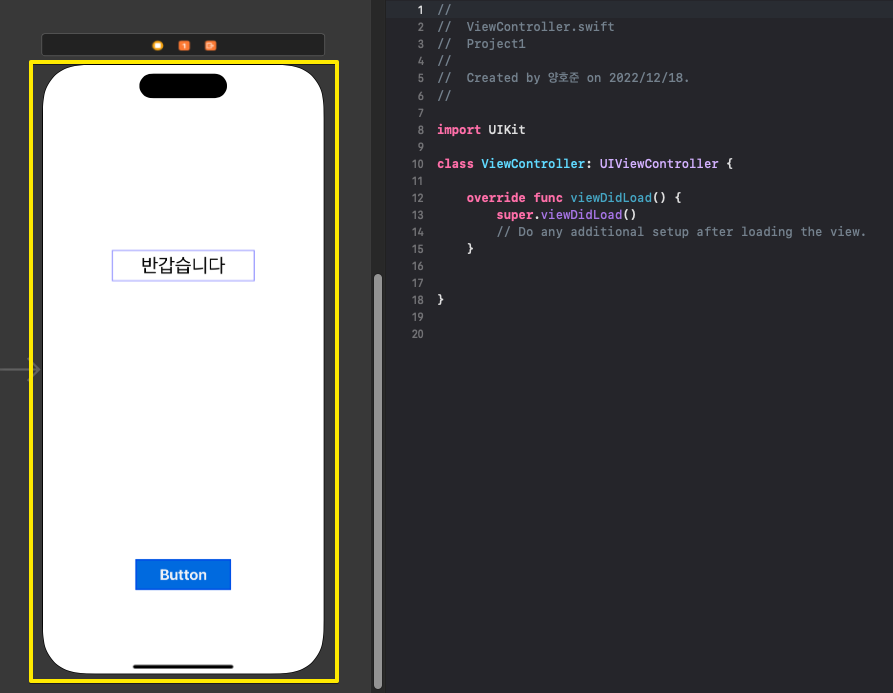 반갑습니다
Button
1 //
2 //  ViewController.swift
3 //  Project1
4 //
5 //  Created by 양호준 on 2022/12/18.
6 //
7
8 import UIKit
9
10 class ViewController: UIViewController {
11
12     override func viewDidLoad() {
13         super.viewDidLoad()
14         // Do any additional setup after loading the view.
15     }
16
17
18 }
19
20